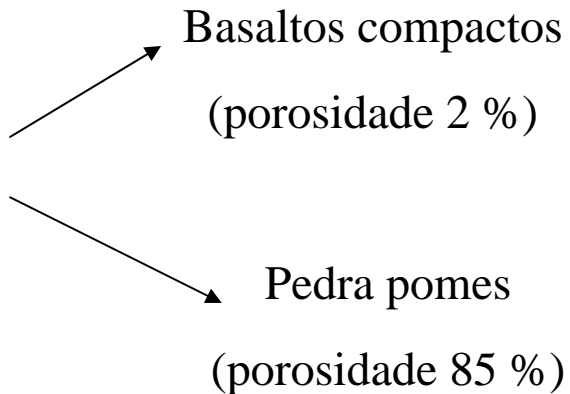 Basaltos compactos
(porosidade 2 %)
Pedra pomes
(porosidade 85 %)